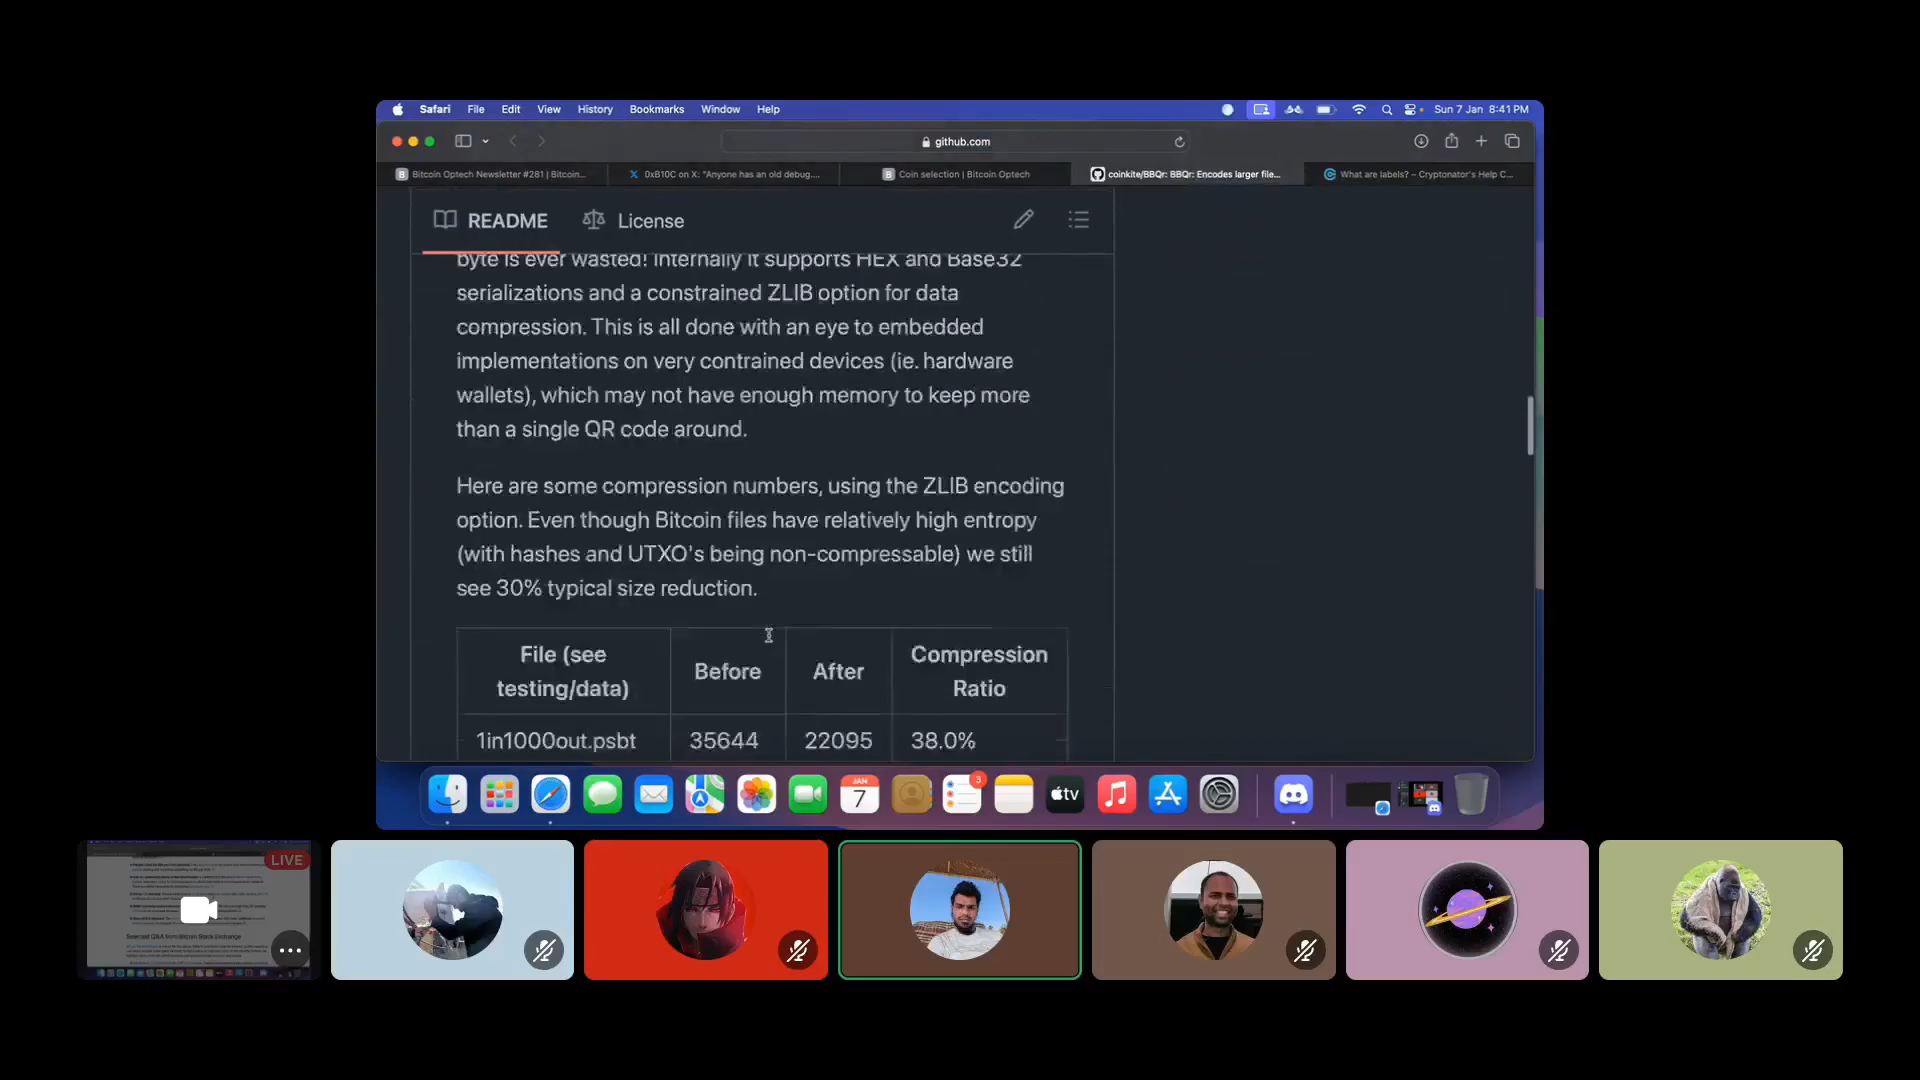 Safari File Edit View History Bookmarks Window Help Sun 7 Jan 8:41 PM
github.com
Bitcoin Optech Newsletter #281 | Bitcoin... 0xB10C on X: "Anyone has an old debug.... Coin selection | Bitcoin Optech coinkite/BBQr: BBQr: Encodes larger file... What are labels? – Cryptonator's Help C...
README License
byte is ever wasted! Internally it supports HEX and Base32
serializations and a constrained ZLIB option for data
compression. This is all done with an eye to embedded
implementations on very contrained devices (ie. hardware
wallets), which may not have enough memory to keep more
than a single QR code around.
Here are some compression numbers, using the ZLIB encoding
option. Even though Bitcoin files have relatively high entropy
(with hashes and UTXO's being non-compressable) we still
see 30% typical size reduction.
File (see testing/data) Before After Compression Ratio
1in1000out.psbt 35644 22095 38.0%
JAN
7
3
tv
LIVE
Selected Q&A from Bitcoin Stack Exchange